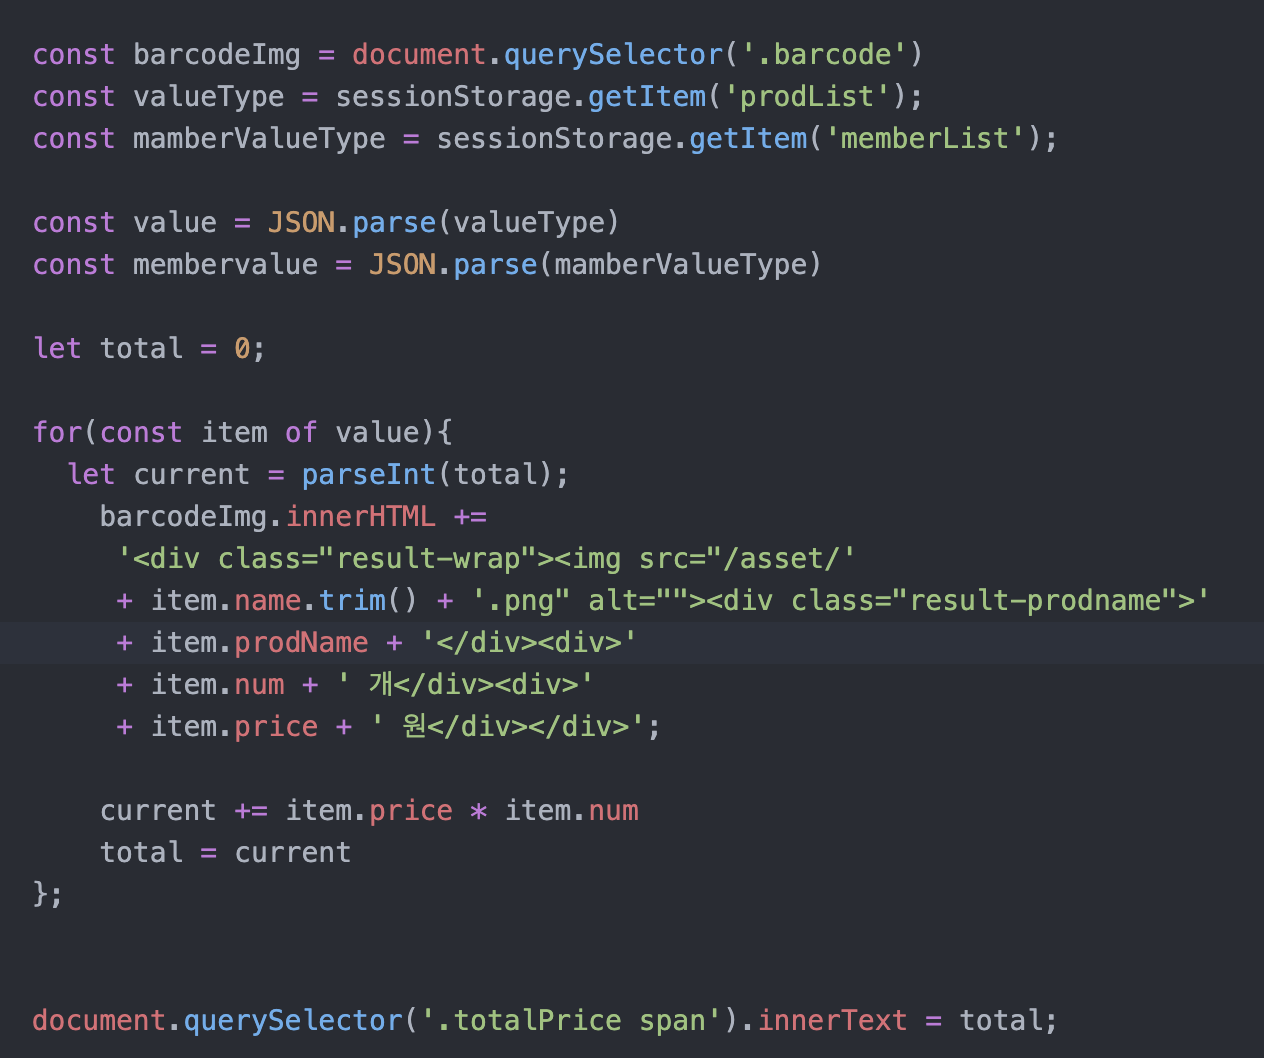 const barcodeImg = document.querySelector('.barcode')
const valueType = sessionStorage.getItem('prodList');
const mamberValueType = sessionStorage.getItem('memberList');
const value = JSON.parse(valueType)
const membervalue = JSON.parse(mamberValueType)
let total = 0;
for(const item of value){
let current = parseInt(total);
barcodeImg.innerHTML +=
'<div class="result-wrap"><img src="/asset/'
+ item.name.trim() + '.png" alt=""><div class="result-prodname">'
+ item.prodName + '</div><div>'
+ item.num + ' 개</div><div>'
+ item.price + ' 원</div></div>';
current += item.price * item.num
total = current
};
document.querySelector('.totalPrice span').innerText = total;